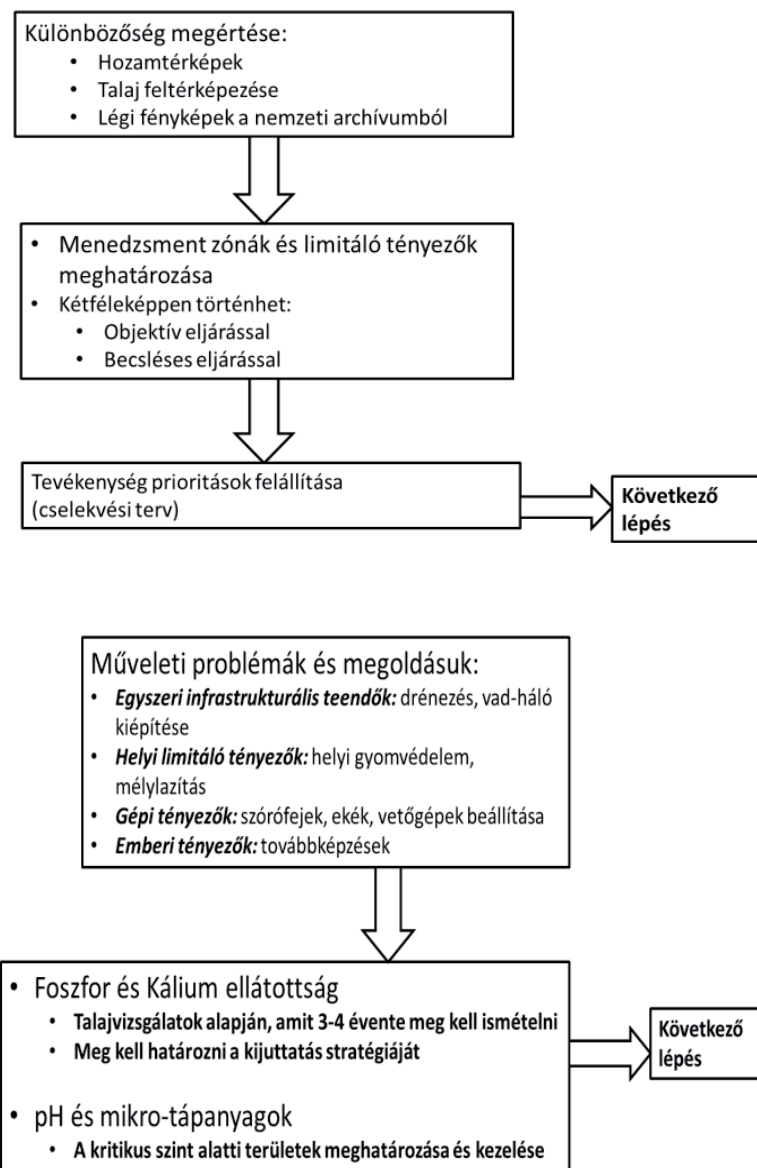 Különbözőség megértése:
• Hozamtérképek
• Talaj feltérképezése
• Légi fényképek a nemzeti archívumból
• Menedzsment zónák és limitáló tényezők
meghatározása
• Kétféleképpen történhet:
• Objektív eljárással
• Becsléses eljárással
Tevékenység prioritások felállítása
(cselekvési terv)
Következő
lépés
Műveleti problémák és megoldásuk:
• Egyszeri infrastrukturális teendők: drénezés, vad-háló
kiépítése
• Helyi limitáló tényezők: helyi gyomvédelem,
mélylazítás
• Gépi tényezők: szórófejek, ekék, vetőgépek beállítása
• Emberi tényezők: továbbképzések
• Foszfor és Kálium ellátottság
• Talajvizsgálatok alapján, amit 3-4 évente meg kell ismételni
• Meg kell határozni a kijuttatás stratégiáját
Következő
lépés
• pH és mikro-tápanyagok
• A kritikus szint alatti területek meghatározása és kezelése